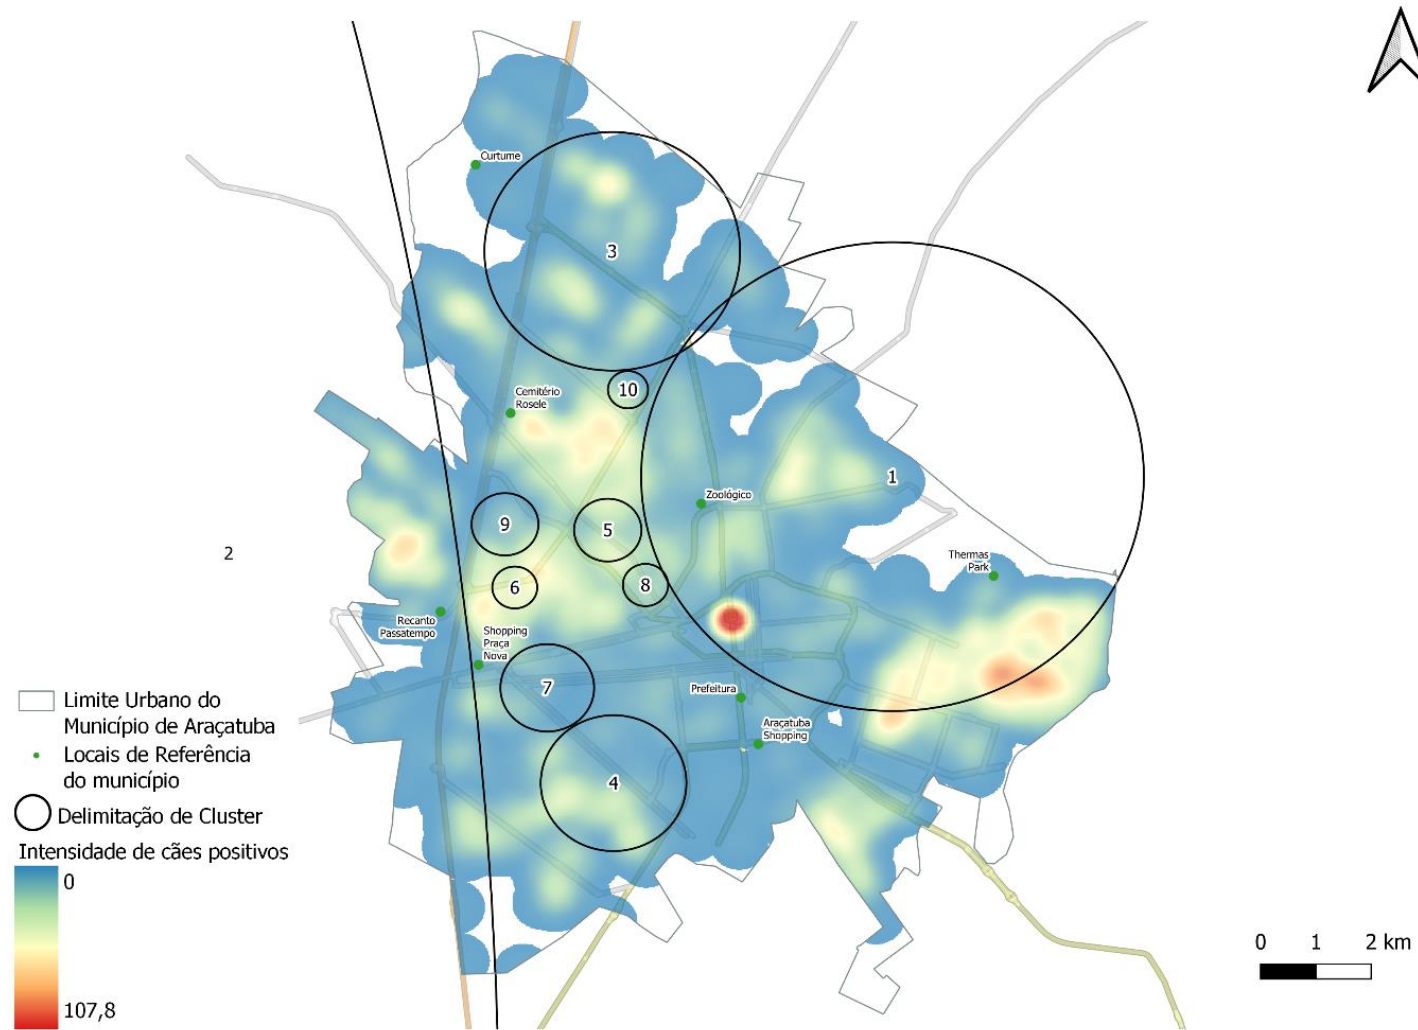 Curtume
3
10
Cemitério
Rosele
1
Zoológico
9
5
2
Thermas
Park
6
8
Recanto
Passatempo
Shopping
Praça
Nova
7
Prefeitura
Araçatuba
Shopping
4
Limite Urbano do
Município de Araçatuba
Locais de Referência
do município
Delimitação de Cluster
Intensidade de cães positivos
0
107,8
0 1 2 km